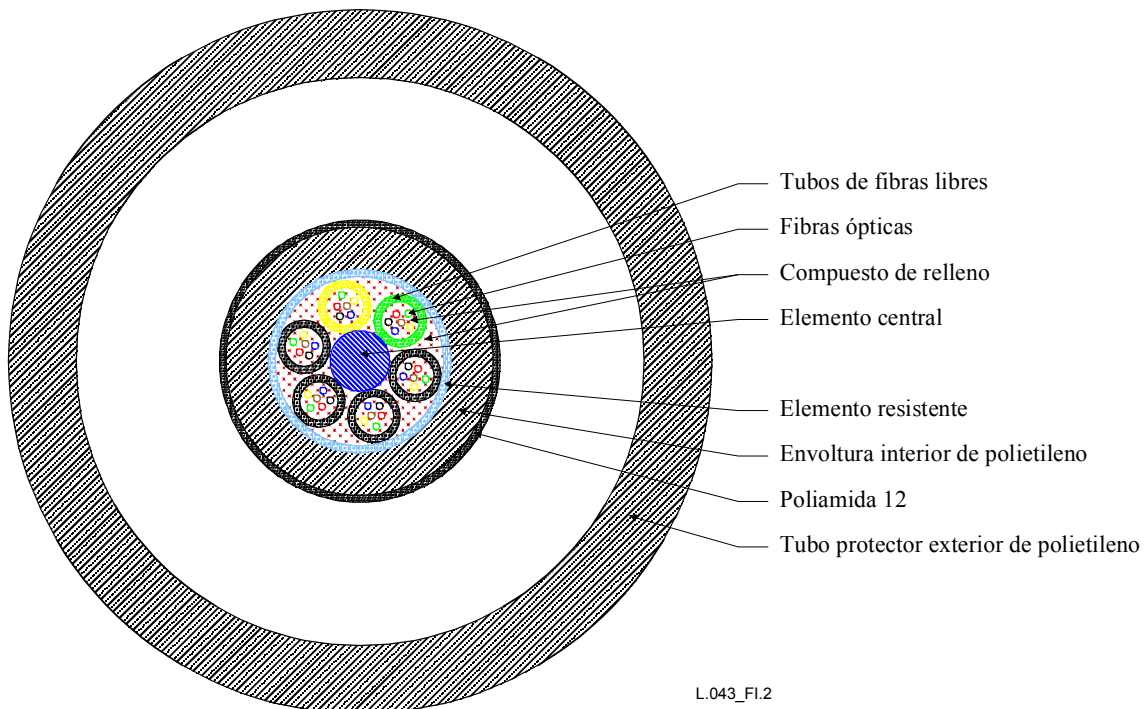 Tubos de fibras libres
Fibras ópticas
Compuesto de relleno
Elemento central
Elemento resistente
Envoltura interior de polietileno
Poliamida 12
Tubo protector exterior de polietileno
L.043_FI.2